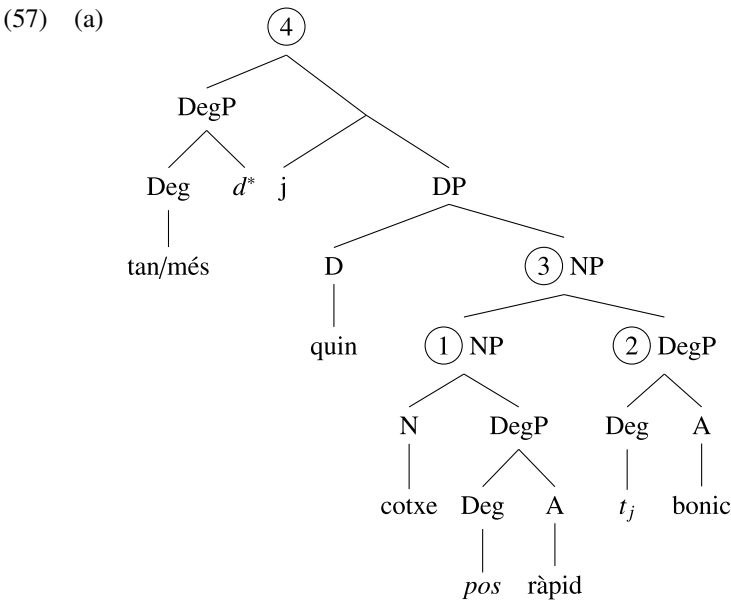 (57) (a) ④
DegP
Deg d* j DP
tan/més D ③ NP
quin ① NP ② DegP
N DegP Deg A
cotxe Deg A tj bonic
pos ràpid